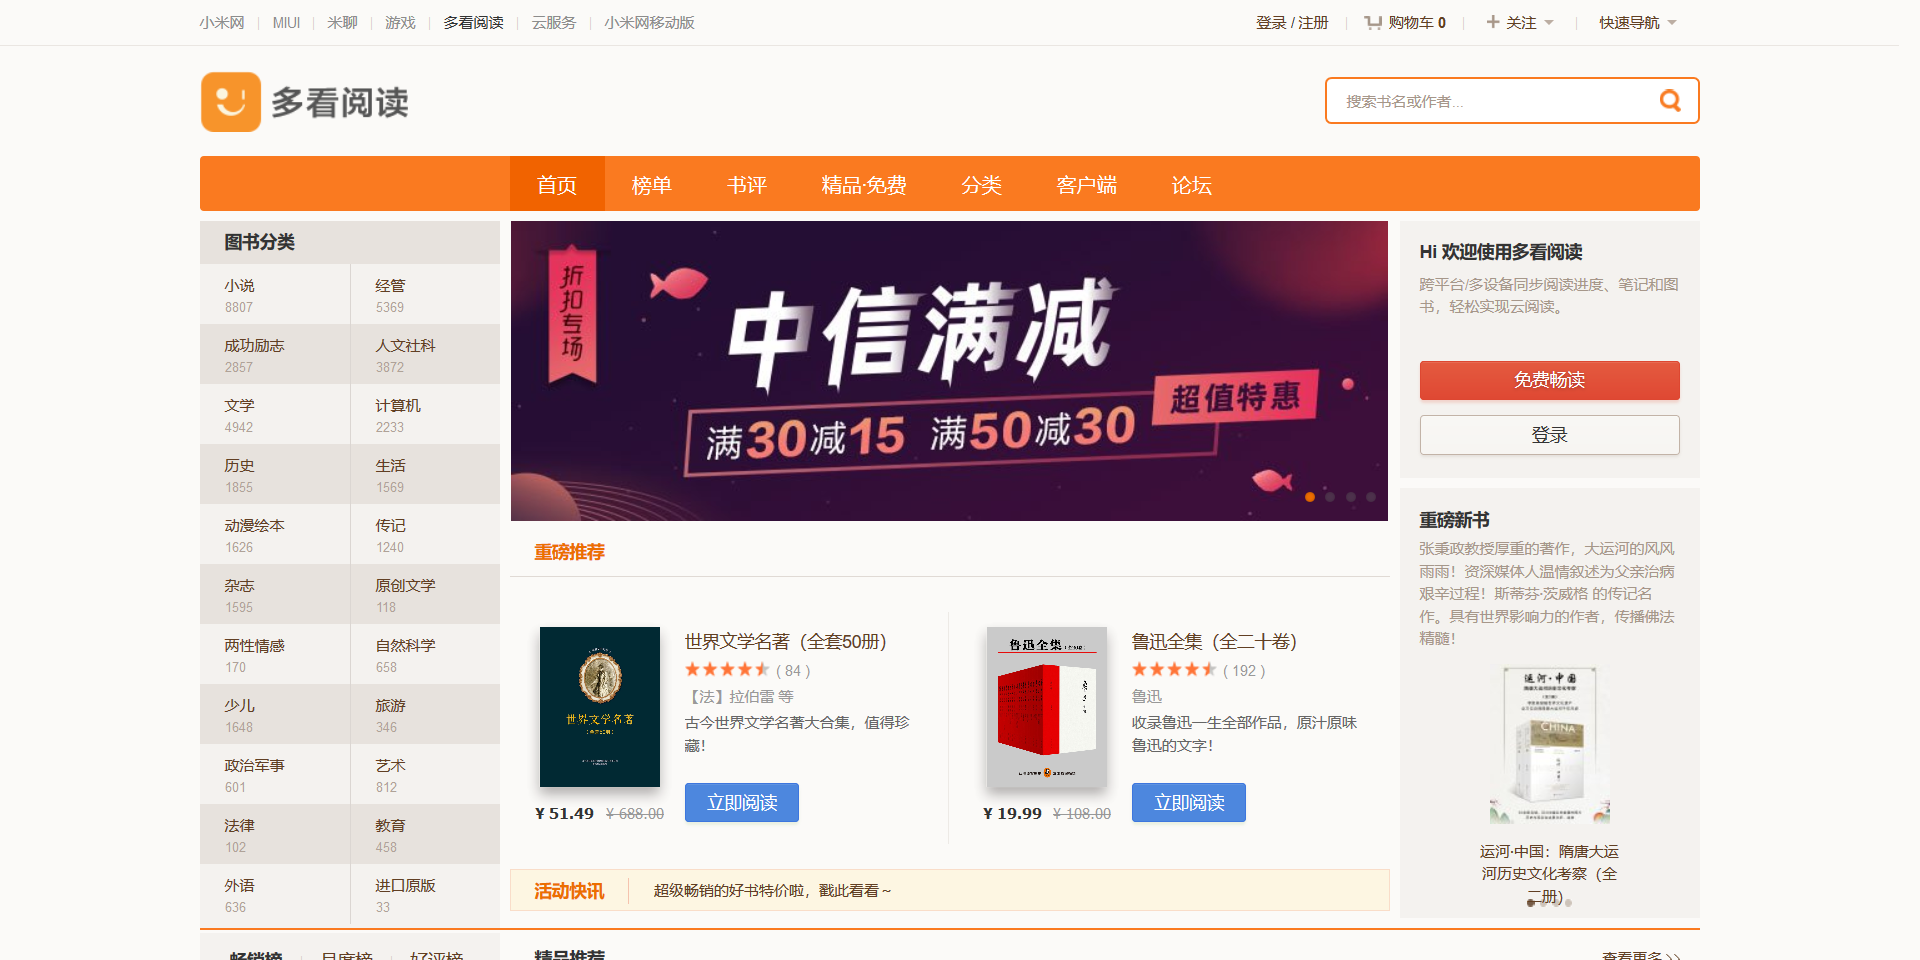 小米网 MIUI 米聊 游戏 多看阅读 云服务 小米网移动版 登录 / 注册 购物车 0 关注 快速导航
多看阅读
搜索书名或作者...
首页 榜单 书评 精品·免费 分类 客户端 论坛
图书分类
小说 经管
8807 5369
成功励志 人文社科
2857 3872
文学 计算机
4942 2233
历史 生活
1855 1569
动漫绘本 传记
1626 1240
杂志 原创文学
1595 118
两性情感 自然科学
170 658
少儿 旅游
1648 346
政治军事 艺术
601 812
法律 教育
102 458
外语 进口原版
636 33
折扣专场
中信满减
超值特惠
满30减15 满50减30
Hi 欢迎使用多看阅读
跨平台/多设备同步阅读进度、笔记和图
书，轻松实现云阅读。
免费畅读
登录
重磅推荐
世界文学名著
世界文学名著（全套50册）
( 84 )
【法】拉伯雷 等
古今世界文学名著大合集，值得珍
藏！
¥ 51.49 ¥ 688.00
立即阅读
鲁迅全集
鲁迅全集（全二十卷）
( 192 )
鲁迅
收录鲁迅一生全部作品，原汁原味
鲁迅的文字！
¥ 19.99 ¥ 108.00
立即阅读
活动快讯 超级畅销的好书特价啦，戳此看看～
重磅新书
张秉政教授厚重的著作，大运河的风风
雨雨！资深媒体人温情叙述为父亲治病
艰辛过程！斯蒂芬·茨威格 的传记名
作。具有世界影响力的作者，传播佛法
精髓！
运河·中国
CHINA
运河·中国：隋唐大运
河历史文化考察（全
二册）
畅销榜 月度榜 好评榜
精品推荐
查看更多 >>